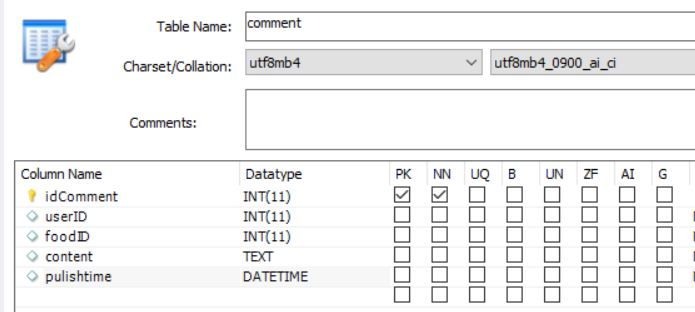 Table Name: comment
Charset/Collation: utf8mb4 utf8mb4_0900_ai_ci
Comments:
Column Name Datatype PK NN UQ B UN ZF AI G
idComment INT(11)
userID INT(11)
foodID INT(11)
content TEXT
pulishtime DATETIME